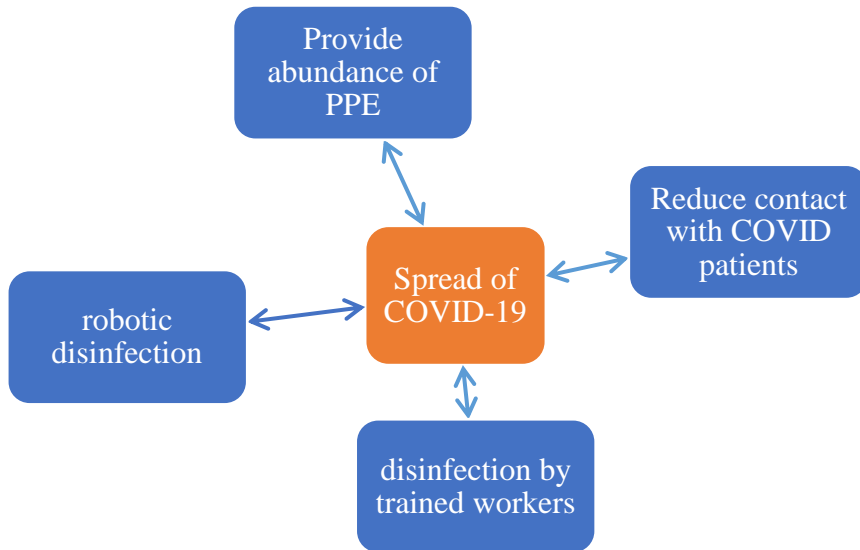 Provide
abundance of
PPE
Reduce contact
with COVID
patients
Spread of
COVID-19
robotic
disinfection
disinfection by
trained workers